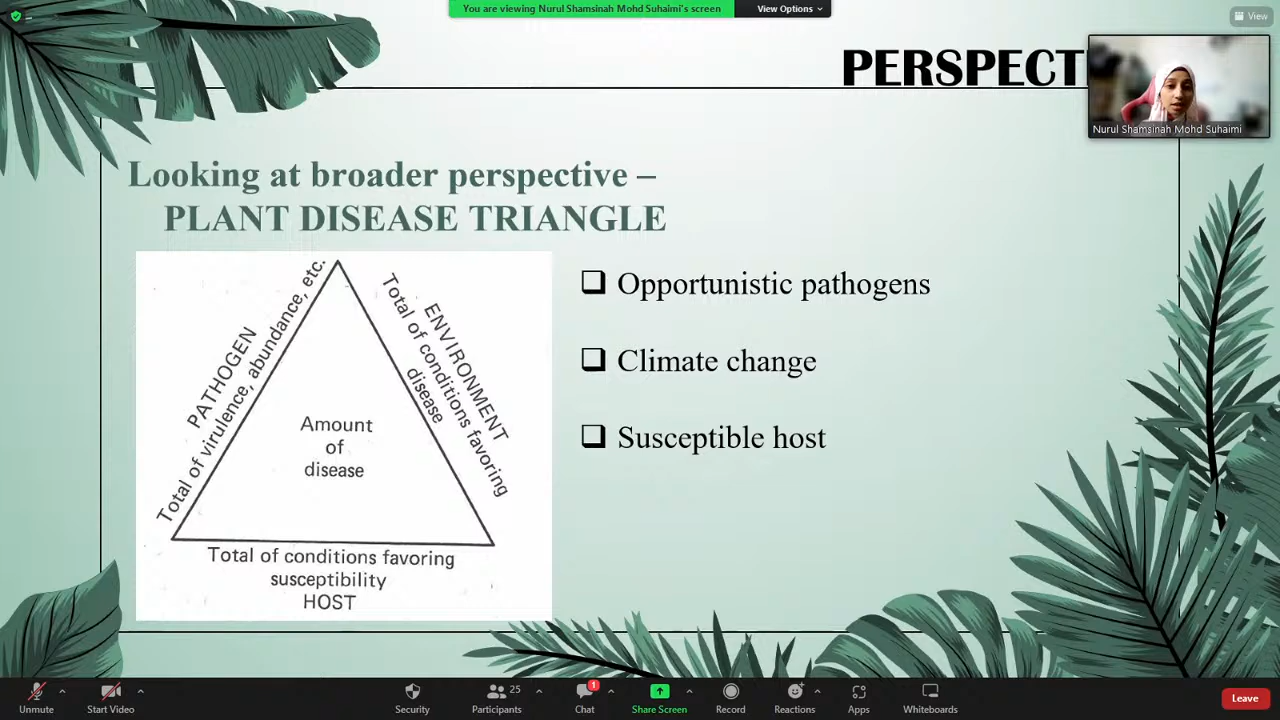 You are viewing Nurul Shamsinah Mohd Suhaimi's screen
View Options
View
PERSPECT
Nurul Shamsinah Mohd Suhaimi
Looking at broader perspective –
PLANT DISEASE TRIANGLE
PATHOGEN
Total of virulence, abundance, etc.
ENVIRONMENT
Total of conditions favoring
disease
Amount
of
disease
Total of conditions favoring
susceptibility
HOST
Opportunistic pathogens
Climate change
Susceptible host
Unmute
Start Video
Security
25
Participants
1
Chat
Share Screen
Record
Reactions
Apps
Whiteboards
Leave